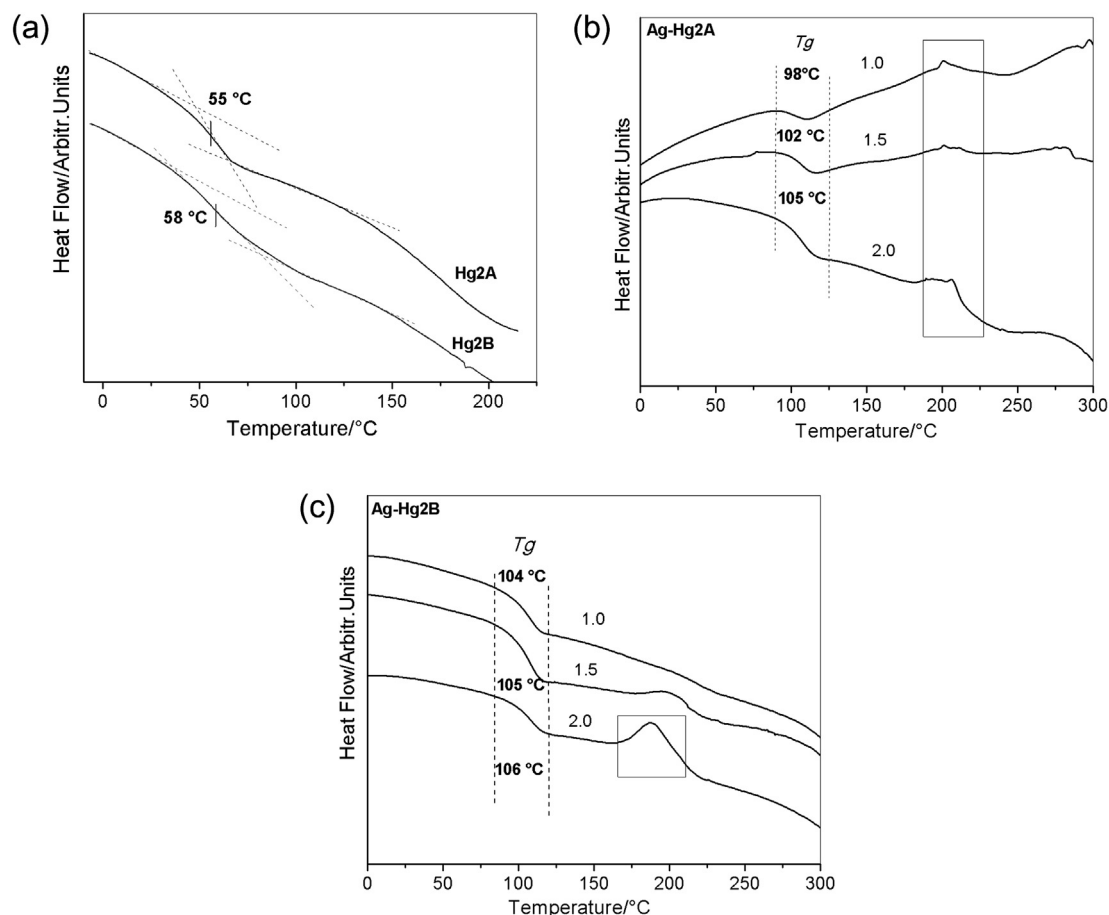 (a)
Heat Flow/Arbitr.Units
55 °C
58 °C
Hg2A
Hg2B
0 50 100 150 200
Temperature/°C
(b)
Ag-Hg2A
Heat Flow/Arbitr.Units
Tg
98°C
1.0
102 °C
1.5
105 °C
2.0
0 50 100 150 200 250 300
Temperature/°C
(c)
Ag-Hg2B
Heat Flow/Arbitr.Units
Tg
104 °C
1.0
1.5
105 °C
2.0
106 °C
0 50 100 150 200 250 300
Temperature/°C